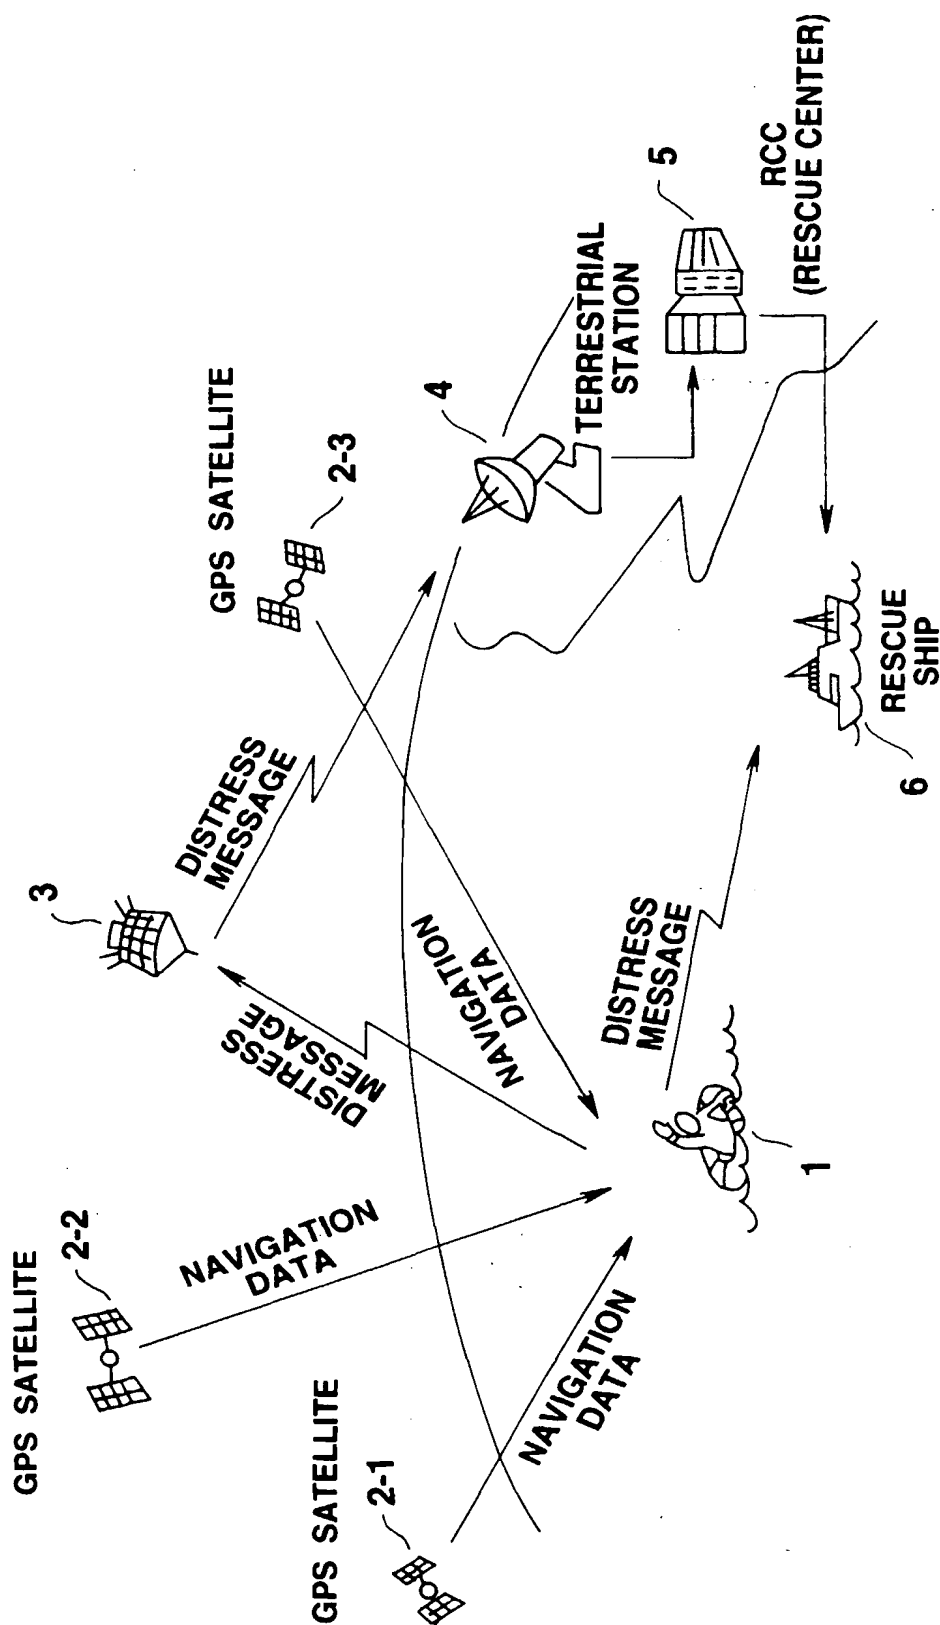 GPS SATELLITE
2-2
NAVIGATION
DATA
GPS SATELLITE
2-1
NAVIGATION
DATA
3
DISTRESS
MESSAGE
DISTRESS
MESSAGE
GPS SATELLITE
2-3
NAVIGATION
DATA
4
TERRESTRIAL
STATION
5
RCC
(RESCUE CENTER)
DISTRESS
MESSAGE
1
6
RESCUE
SHIP